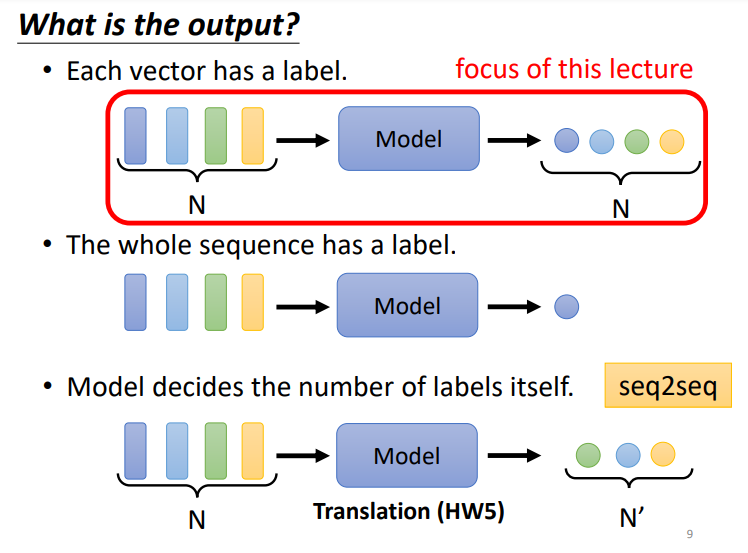 What is the output?
• Each vector has a label.
focus of this lecture
Model
N
N
• The whole sequence has a label.
Model
• Model decides the number of labels itself.
seq2seq
Model
N
Translation (HW5)
N’
9